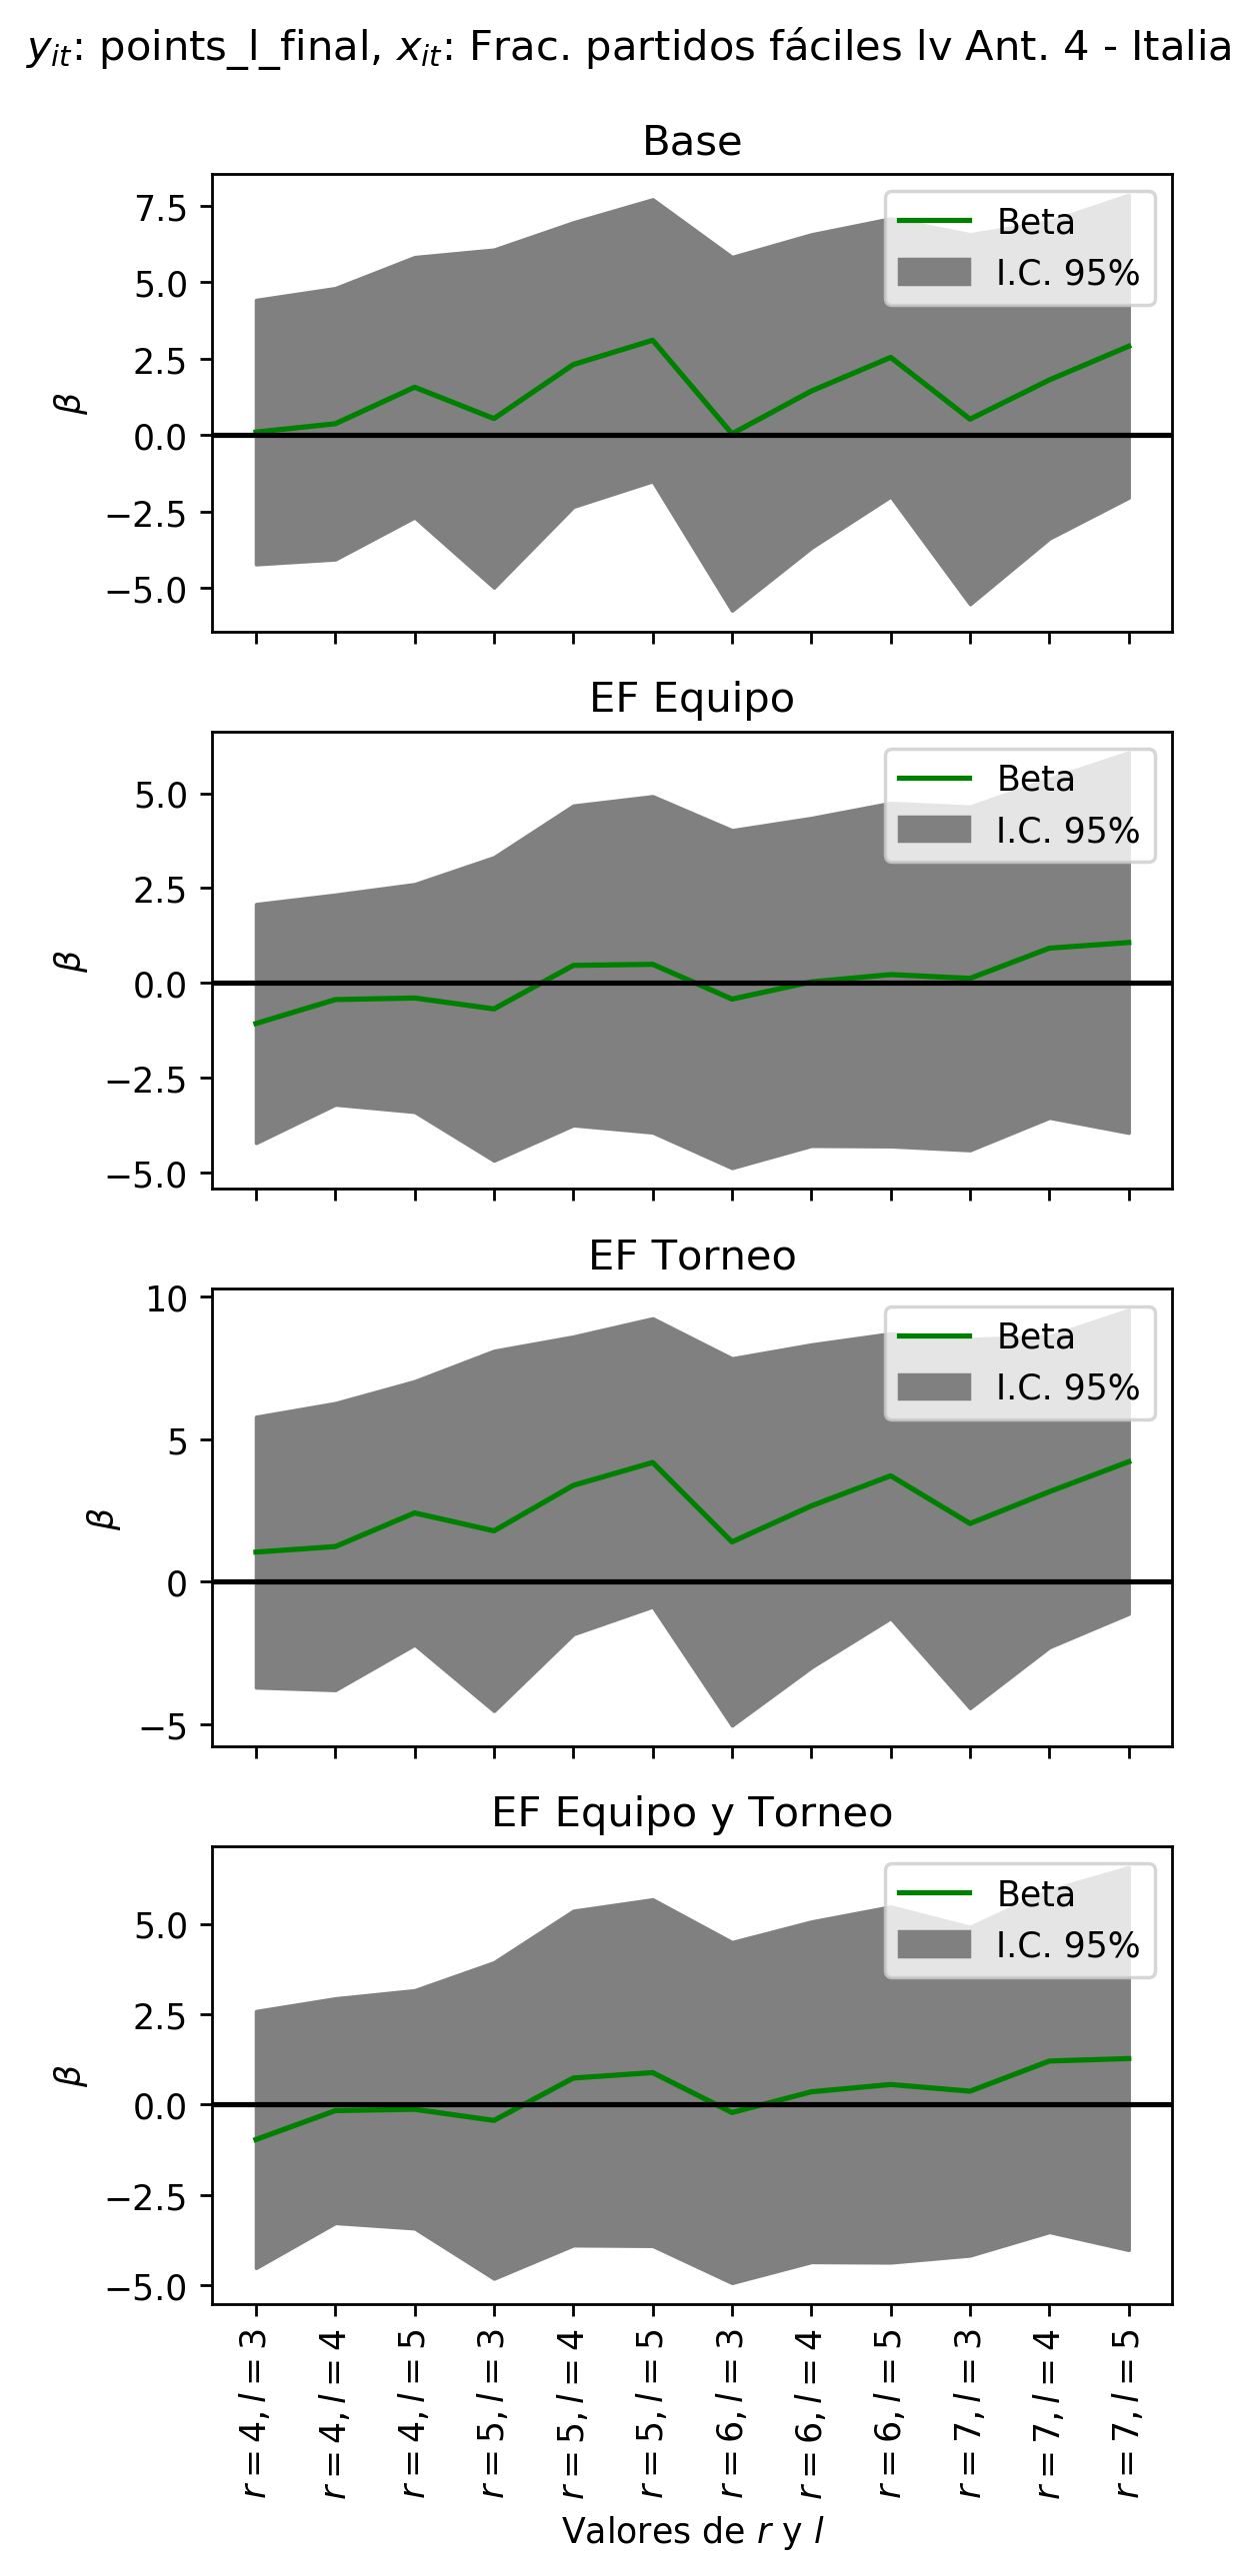 y_{it}: points_l_final, x_{it}: Frac. partidos fáciles lv Ant. 4 - Italia
Base
7.5
5.0
2.5
0.0
−2.5
−5.0
β
Beta
I.C. 95%
EF Equipo
5.0
2.5
0.0
−2.5
−5.0
β
Beta
I.C. 95%
EF Torneo
10
5
0
−5
β
Beta
I.C. 95%
EF Equipo y Torneo
5.0
2.5
0.0
−2.5
−5.0
β
Beta
I.C. 95%
r = 4, l = 3
r = 4, l = 4
r = 4, l = 5
r = 5, l = 3
r = 5, l = 4
r = 5, l = 5
r = 6, l = 3
r = 6, l = 4
r = 6, l = 5
r = 7, l = 3
r = 7, l = 4
r = 7, l = 5
Valores de r y l